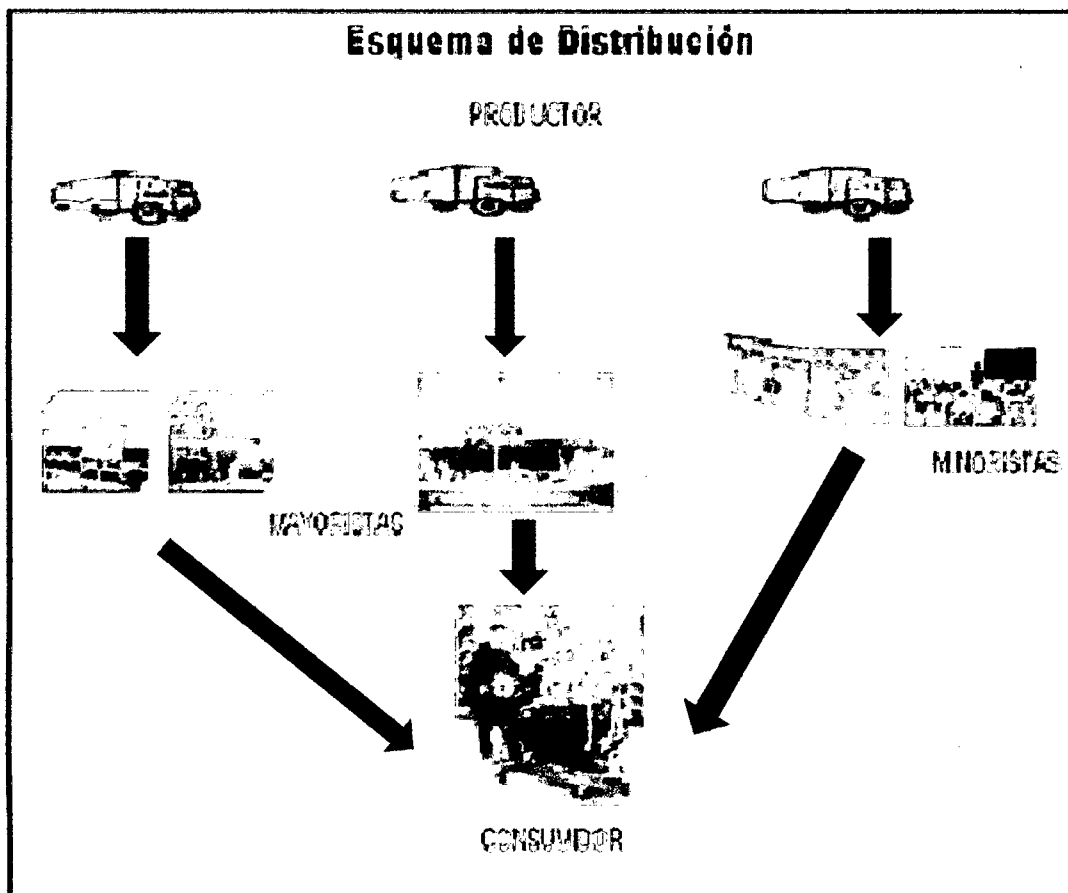 Esquema de Distribución
PRODUCTOR
MINORISTAS
MAYORISTAS
CONSUMIDOR